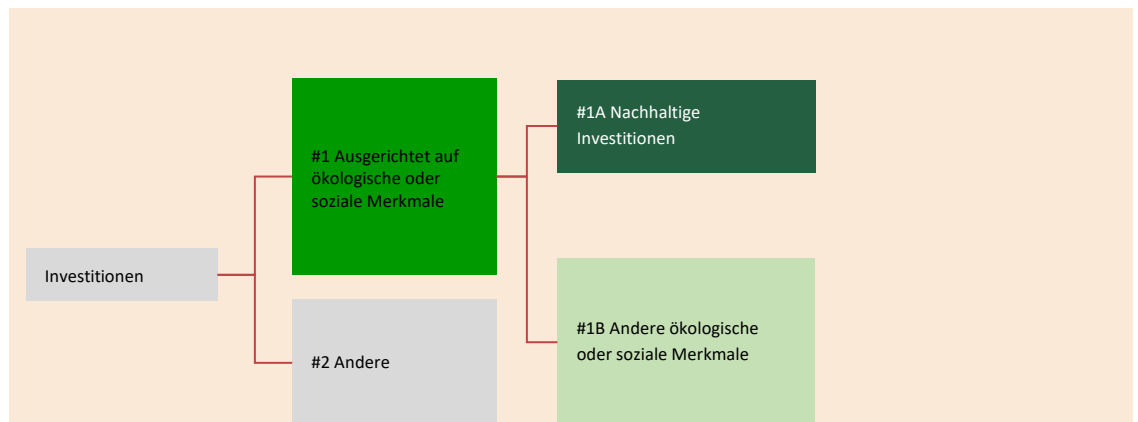 #1A Nachhaltige
Investitionen
#1 Ausgerichtet auf
ökologische oder
soziale Merkmale
Investitionen
#1B Andere ökologische
oder soziale Merkmale
#2 Andere